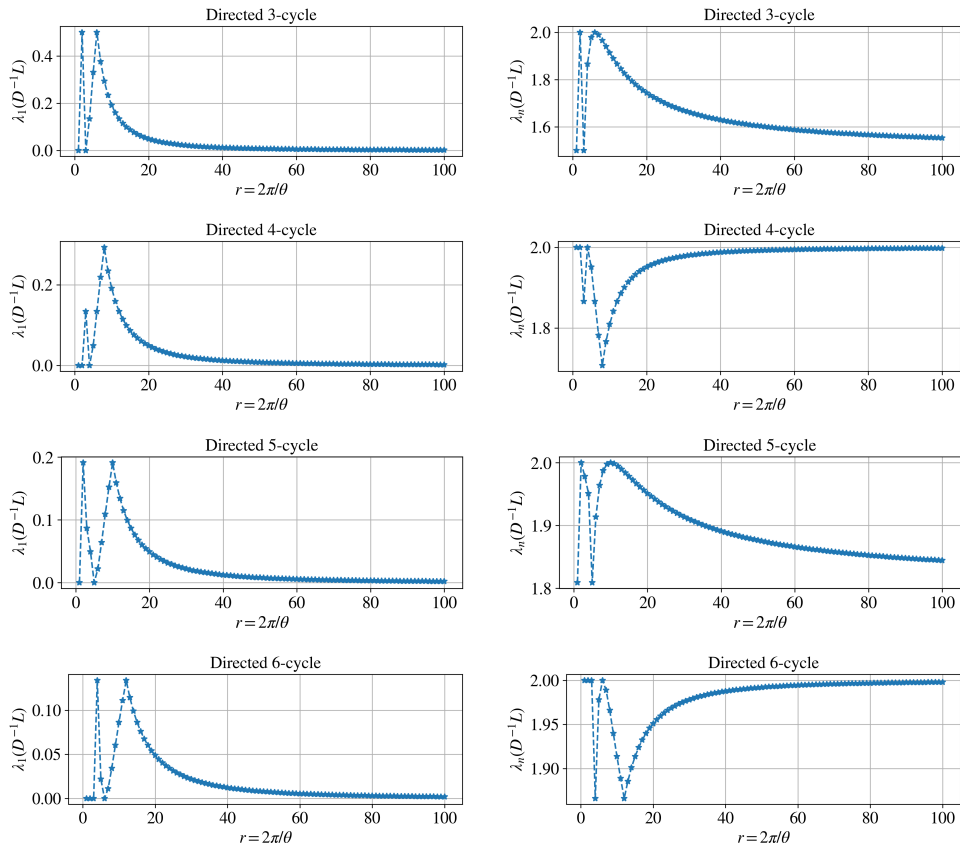 Directed 3-cycle
λ₁(D⁻¹L)
0.4
0.2
0.0
0 20 40 60 80 100
r = 2π/θ
Directed 3-cycle
λₙ(D⁻¹L)
2.0
1.8
1.6
0 20 40 60 80 100
r = 2π/θ
Directed 4-cycle
λ₁(D⁻¹L)
0.2
0.0
0 20 40 60 80 100
r = 2π/θ
Directed 4-cycle
λₙ(D⁻¹L)
2.0
1.8
0 20 40 60 80 100
r = 2π/θ
Directed 5-cycle
λ₁(D⁻¹L)
0.2
0.1
0.0
0 20 40 60 80 100
r = 2π/θ
Directed 5-cycle
λₙ(D⁻¹L)
2.0
1.9
1.8
0 20 40 60 80 100
r = 2π/θ
Directed 6-cycle
λ₁(D⁻¹L)
0.10
0.05
0.00
0 20 40 60 80 100
r = 2π/θ
Directed 6-cycle
λₙ(D⁻¹L)
2.00
1.95
1.90
0 20 40 60 80 100
r = 2π/θ